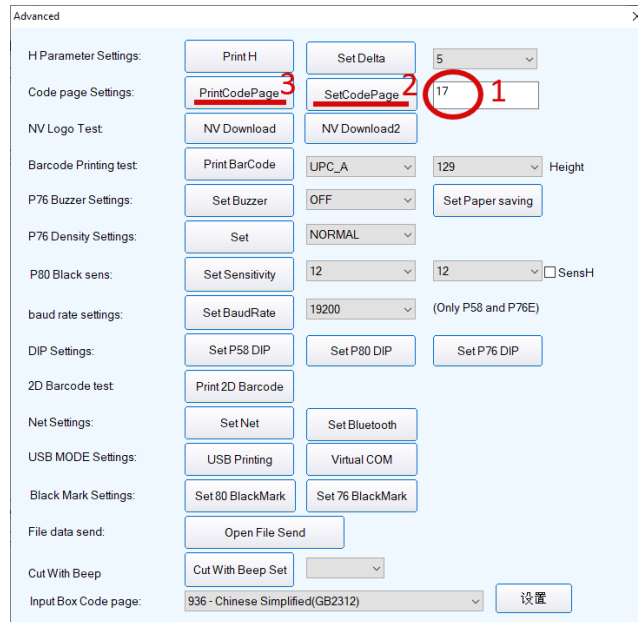 Advanced
H Parameter Settings: Print H Set Delta 5
Code page Settings: PrintCodePage 3 SetCodePage 2 17 1
NV Logo Test: NV Download NV Download2
Barcode Printing test: Print BarCode UPC_A 129 Height
P76 Buzzer Settings: Set Buzzer OFF Set Paper saving
P76 Density Settings: Set NORMAL
P80 Black sens: Set Sensitivity 12 12 SensH
baud rate settings: Set BaudRate 19200 (Only P58 and P76E)
DIP Settings: Set P58 DIP Set P80 DIP Set P76 DIP
2D Barcode test: Print 2D Barcode
Net Settings: Set Net Set Bluetooth
USB MODE Settings: USB Printing Virtual COM
Black Mark Settings: Set 80 BlackMark Set 76 BlackMark
File data send: Open File Send
Cut With Beep Cut With Beep Set
Input Box Code page: 936 - Chinese Simplified(GB2312) 设置